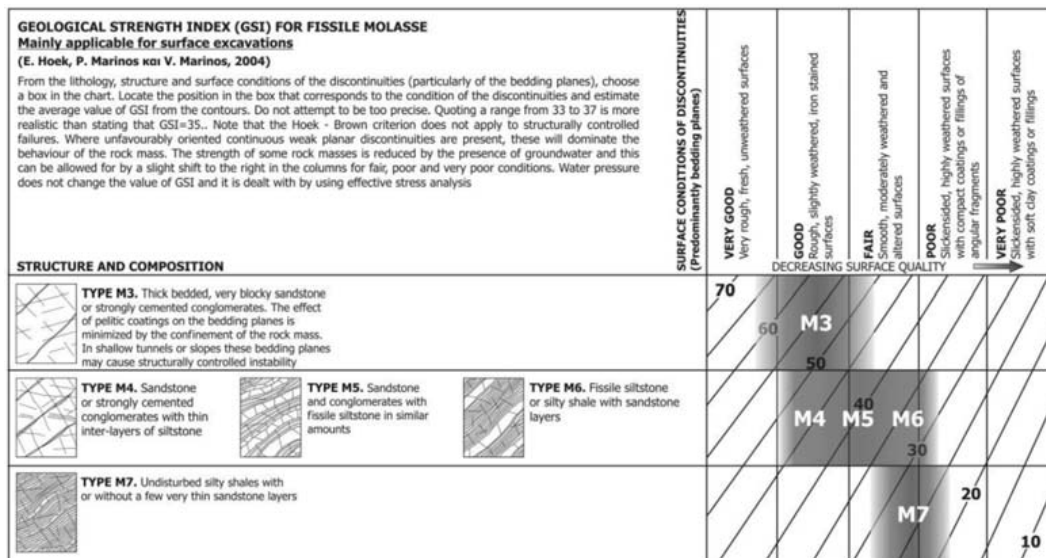 GEOLOGICAL STRENGTH INDEX (GSI) FOR FISSILE MOLASSE
Mainly applicable for surface excavations
(E. Hoek, P. Marinos και V. Marinos, 2004)
From the lithology, structure and surface conditions of the discontinuities (particularly of the bedding planes), choose
a box in the chart. Locate the position in the box that corresponds to the condition of the discontinuities and estimate
the average value of GSI from the contours. Do not attempt to be too precise. Quoting a range from 33 to 37 is more
realistic than stating that GSI=35.. Note that the Hoek - Brown criterion does not apply to structurally controlled
failures. Where unfavourably oriented continuous weak planar discontinuities are present, these will dominate the
behaviour of the rock mass. The strength of some rock masses is reduced by the presence of groundwater and this
can be allowed for by a slight shift to the right in the columns for fair, poor and very poor conditions. Water pressure
does not change the value of GSI and it is dealt with by using effective stress analysis
SURFACE CONDITIONS OF DISCONTINUITIES
(Predominantly bedding planes)
VERY GOOD
Very rough, fresh, unweathered surfaces
GOOD
Rough, slightly weathered, iron stained
surfaces
FAIR
Smooth, moderately weathered and
altered surfaces
POOR
Slickensided, highly weathered surfaces
with compact coatings or fillings of
angular fragments
VERY POOR
Slickensided, highly weathered surfaces
with soft clay coatings or fillings
STRUCTURE AND COMPOSITION
DECREASING SURFACE QUALITY
TYPE M3. Thick bedded, very blocky sandstone
or strongly cemented conglomerates. The effect
of pelitic coatings on the bedding planes is
minimized by the confinement of the rock mass.
In shallow tunnels or slopes these bedding planes
may cause structurally controlled instability
70
60
M3
50
TYPE M4. Sandstone
or strongly cemented
conglomerates with thin
inter-layers of siltstone
TYPE M5. Sandstone
and conglomerates with
fissile siltstone in similar
amounts
TYPE M6. Fissile siltstone
or silty shale with sandstone
layers
40
M4 M5 M6
30
TYPE M7. Undisturbed silty shales with
or without a few very thin sandstone layers
20
M7
10